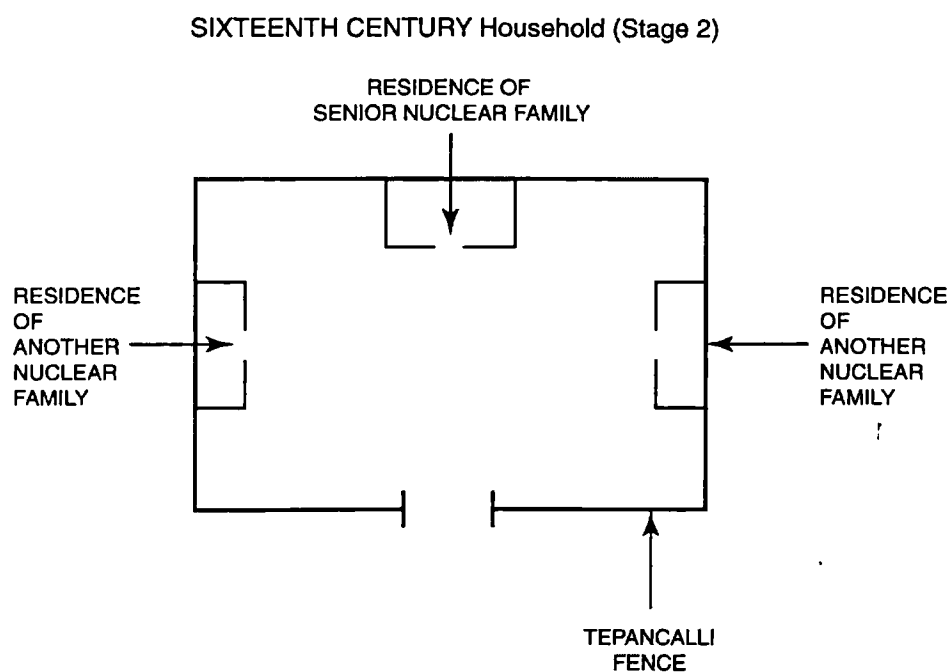 SIXTEENTH CENTURY Household (Stage 2)
RESIDENCE OF
SENIOR NUCLEAR FAMILY
RESIDENCE
OF
ANOTHER
NUCLEAR
FAMILY
RESIDENCE
OF
ANOTHER
NUCLEAR
FAMILY
TEPANCALLI
FENCE